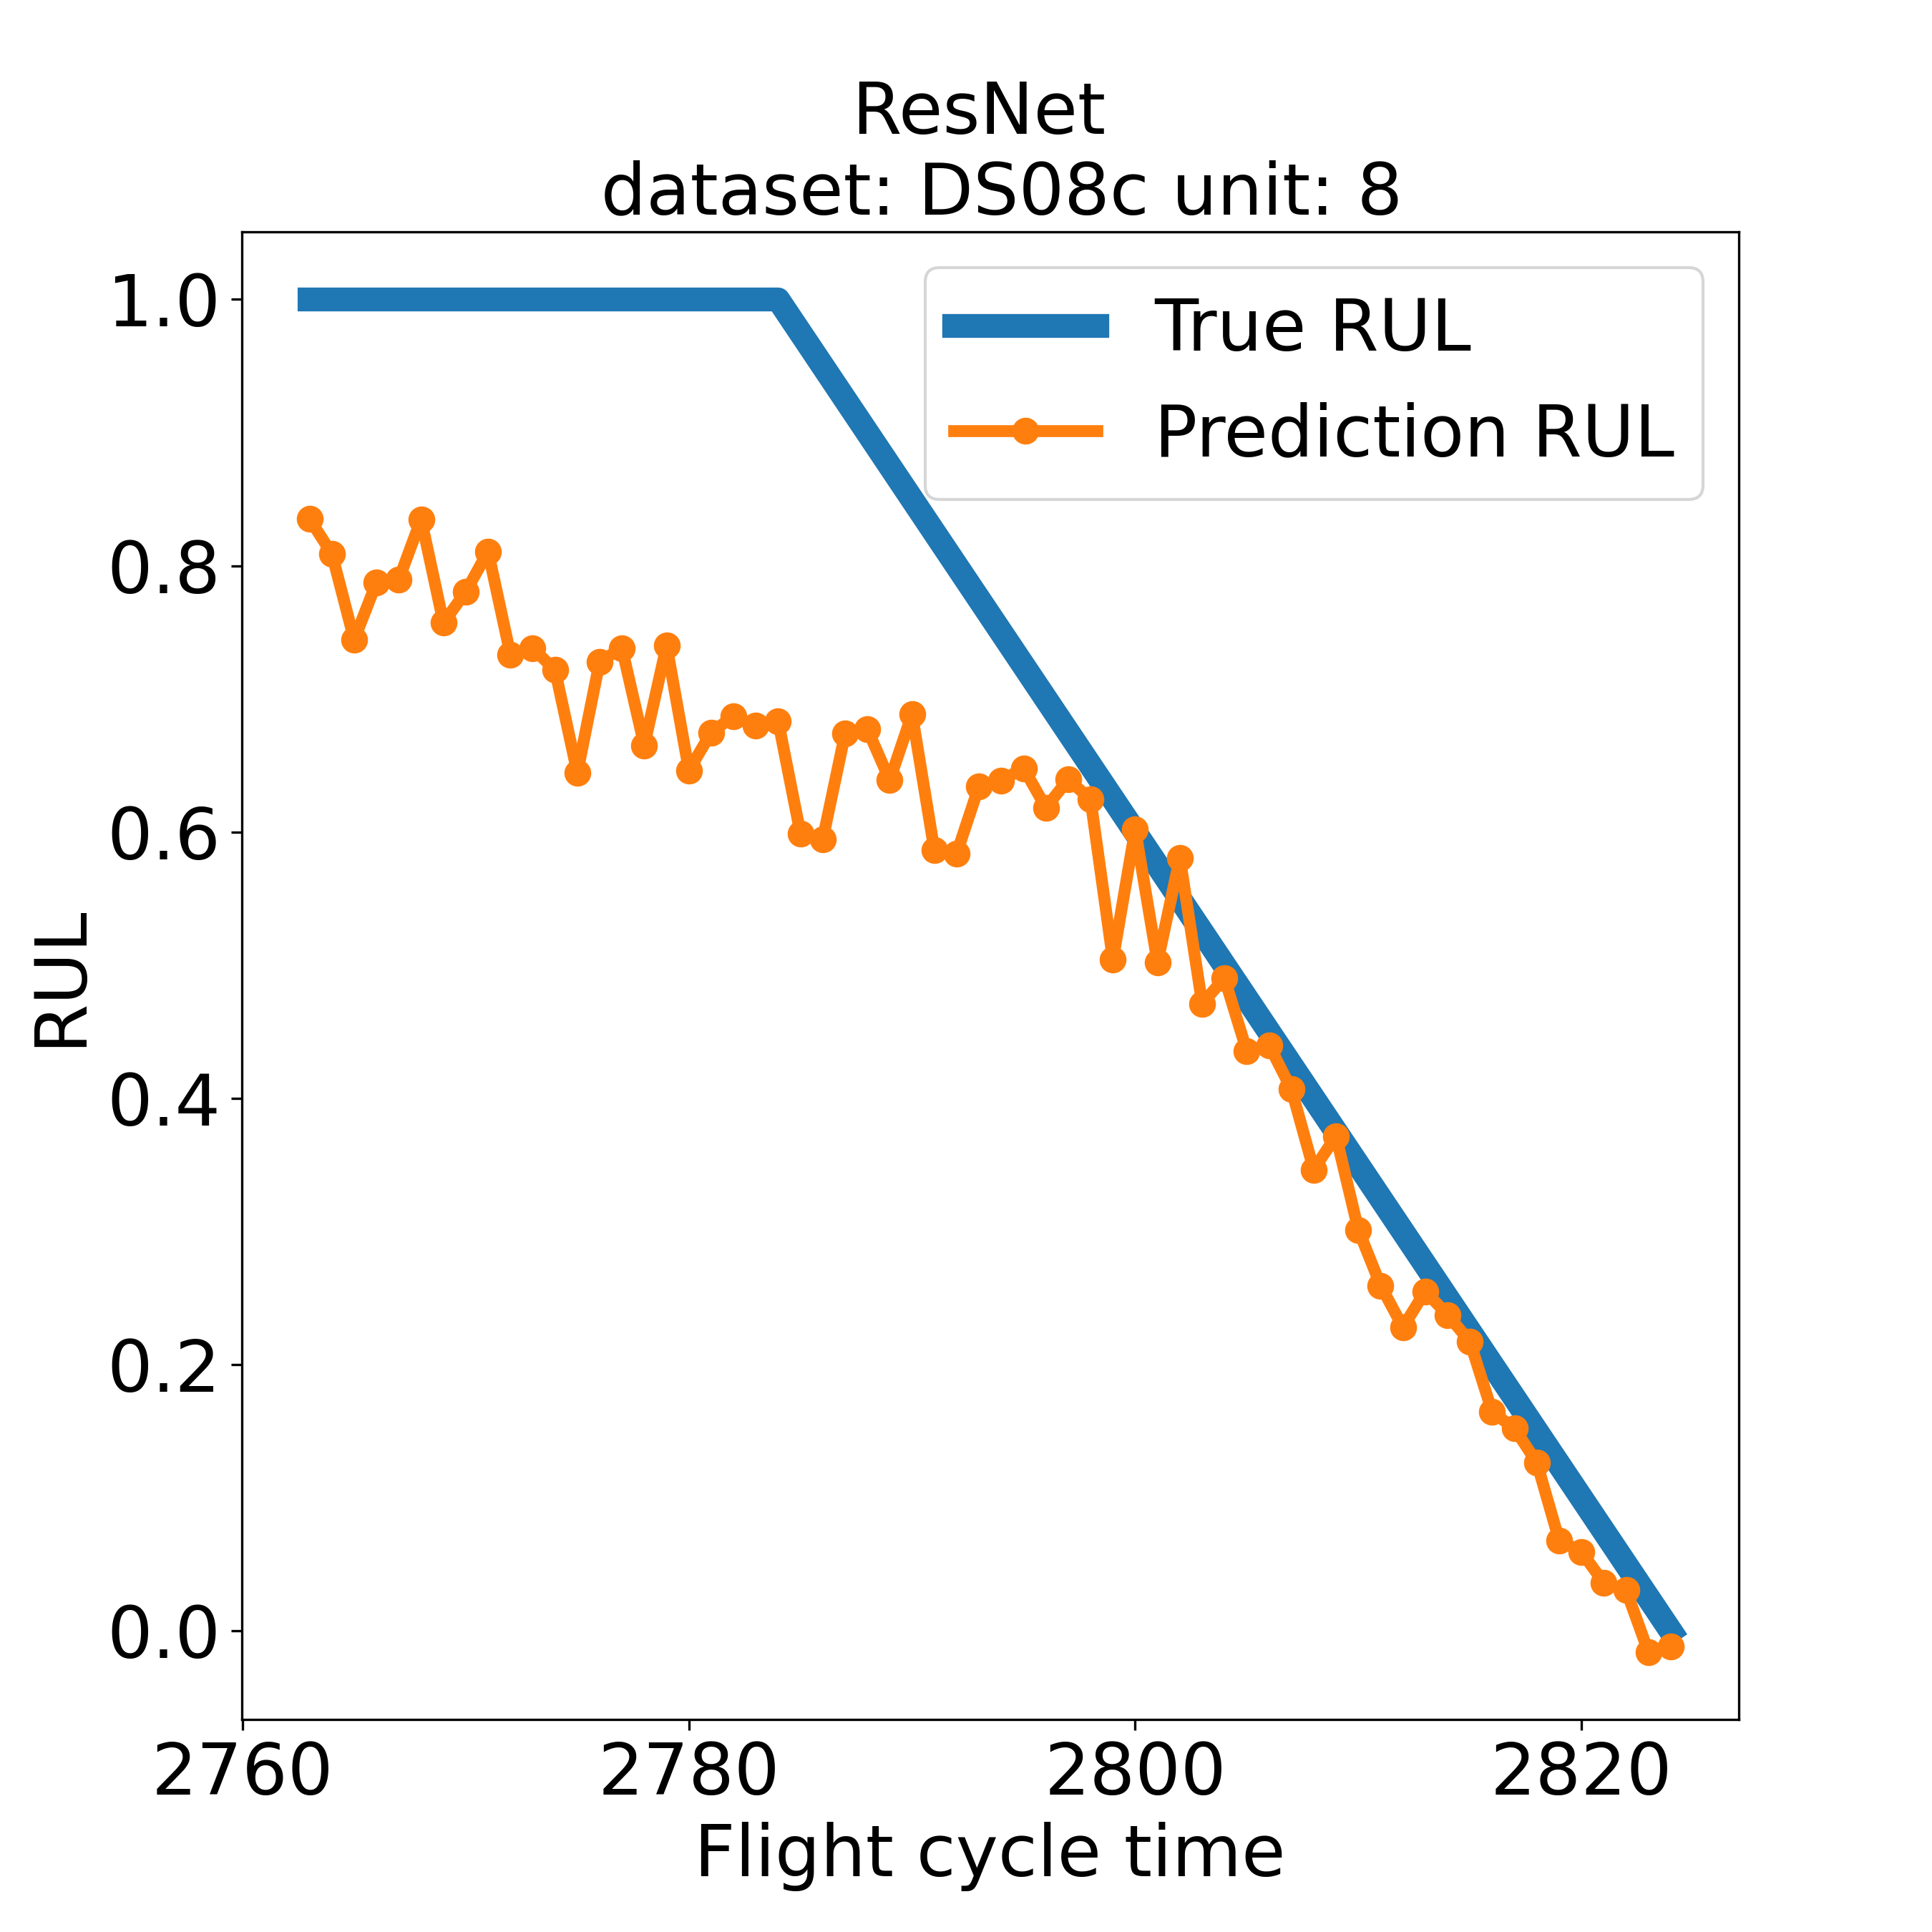 ResNet
dataset: DS08c unit: 8
True RUL
Prediction RUL
1.0
0.8
0.6
0.4
0.2
0.0
RUL
2760 2780 2800 2820
Flight cycle time